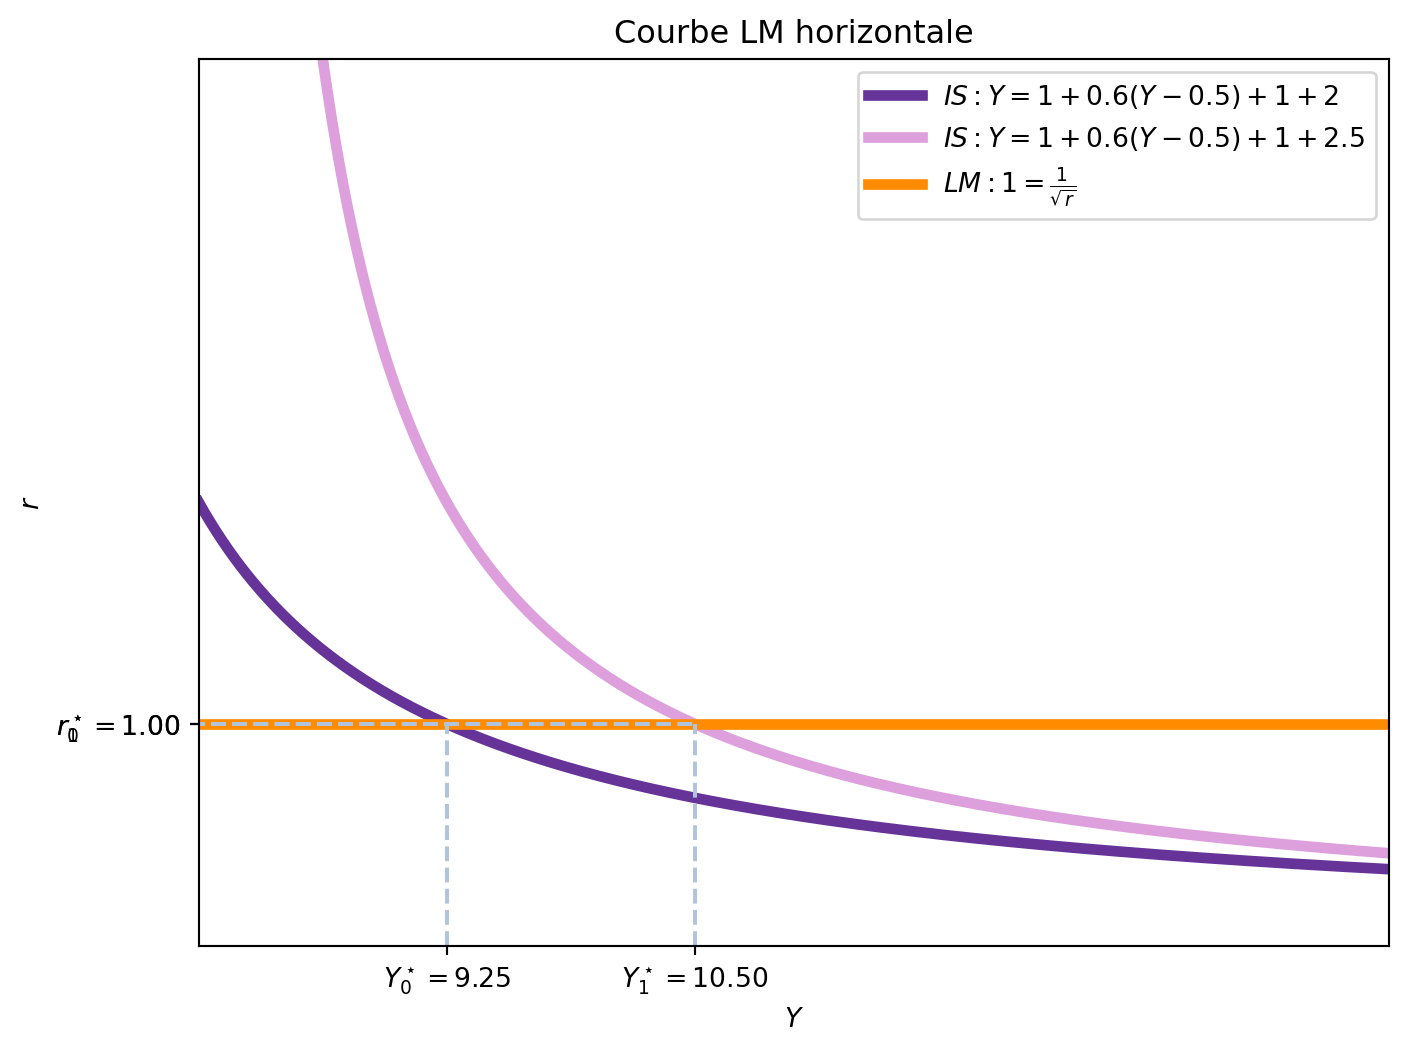 Courbe LM horizontale
IS : Y = 1 + 0.6(Y − 0.5) + 1 + 2
IS : Y = 1 + 0.6(Y − 0.5) + 1 + 2.5
LM : 1 = 1/√r
r
= 1.00
Y₀⋆ = 9.25 Y₁⋆ = 10.50
Y